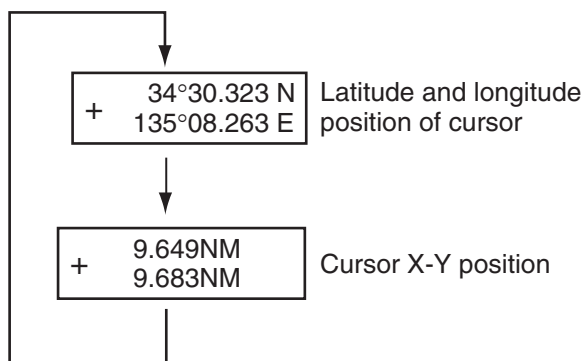 + 34°30.323 N
135°08.263 E
Latitude and longitude
position of cursor
+ 9.649NM
9.683NM
Cursor X-Y position